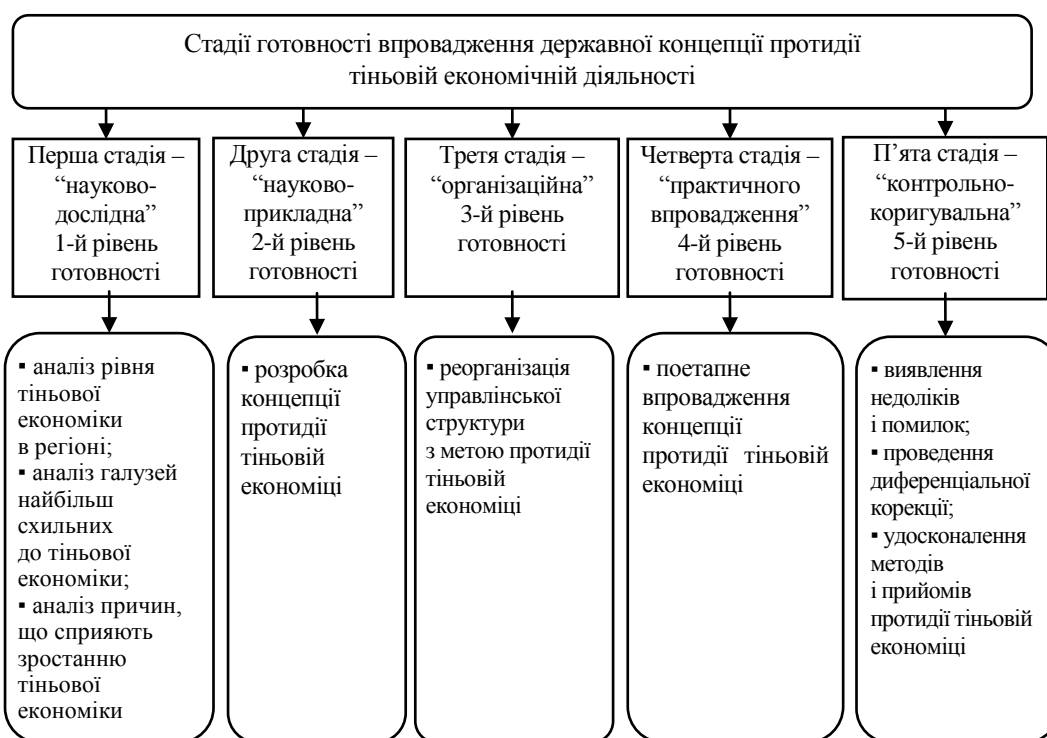 Стадії готовності впровадження державної концепції протидії
тіньовій економічній діяльності
Перша стадія –
“науково-
дослідна”
1-й рівень
готовності
Друга стадія –
“науково-
прикладна”
2-й рівень
готовності
Третя стадія –
“організаційна”
3-й рівень
готовності
Четверта стадія –
“практичного
впровадження”
4-й рівень
готовності
П’ята стадія –
“контрольно-
коригувальна”
5-й рівень
готовності
▪ аналіз рівня
тіньової
економіки
в регіоні;
▪ аналіз галузей
найбільш
схильних
до тіньової
економіки;
▪ аналіз причин,
що сприяють
зростанню
тіньової
економіки
▪ розробка
концепції
протидії
тіньовій
економіці
▪ реорганізація
управлінської
структури
з метою протидії
тіньовій
економіці
▪ поетапне
впровадження
концепції
протидії тіньовій
економіці
▪ виявлення
недоліків
і помилок;
▪ проведення
диференціальної
корекції;
▪ удосконалення
методів
і прийомів
протидії тіньовій
економіці